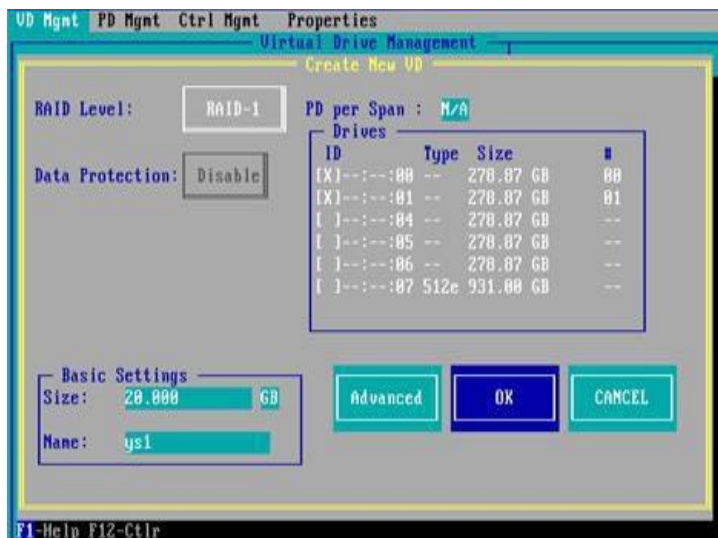 VD Mgmt PD Mgmt Ctrl Mgmt Properties
Virtual Drive Management
Create New VD
RAID Level: RAID-1 PD per Span : N/A
Drives
ID Type Size #
Data Protection: Disable
[X]--:--:00 -- 278.87 GB 00
[X]--:--:01 -- 278.87 GB 01
[ ]--:--:04 -- 278.87 GB --
[ ]--:--:05 -- 278.87 GB --
[ ]--:--:06 -- 278.87 GB --
[ ]--:--:07 512e 931.00 GB --
Basic Settings
Size: 20.000 GB
Name: ys1
Advanced OK CANCEL
F1-Help F12-Ctlr